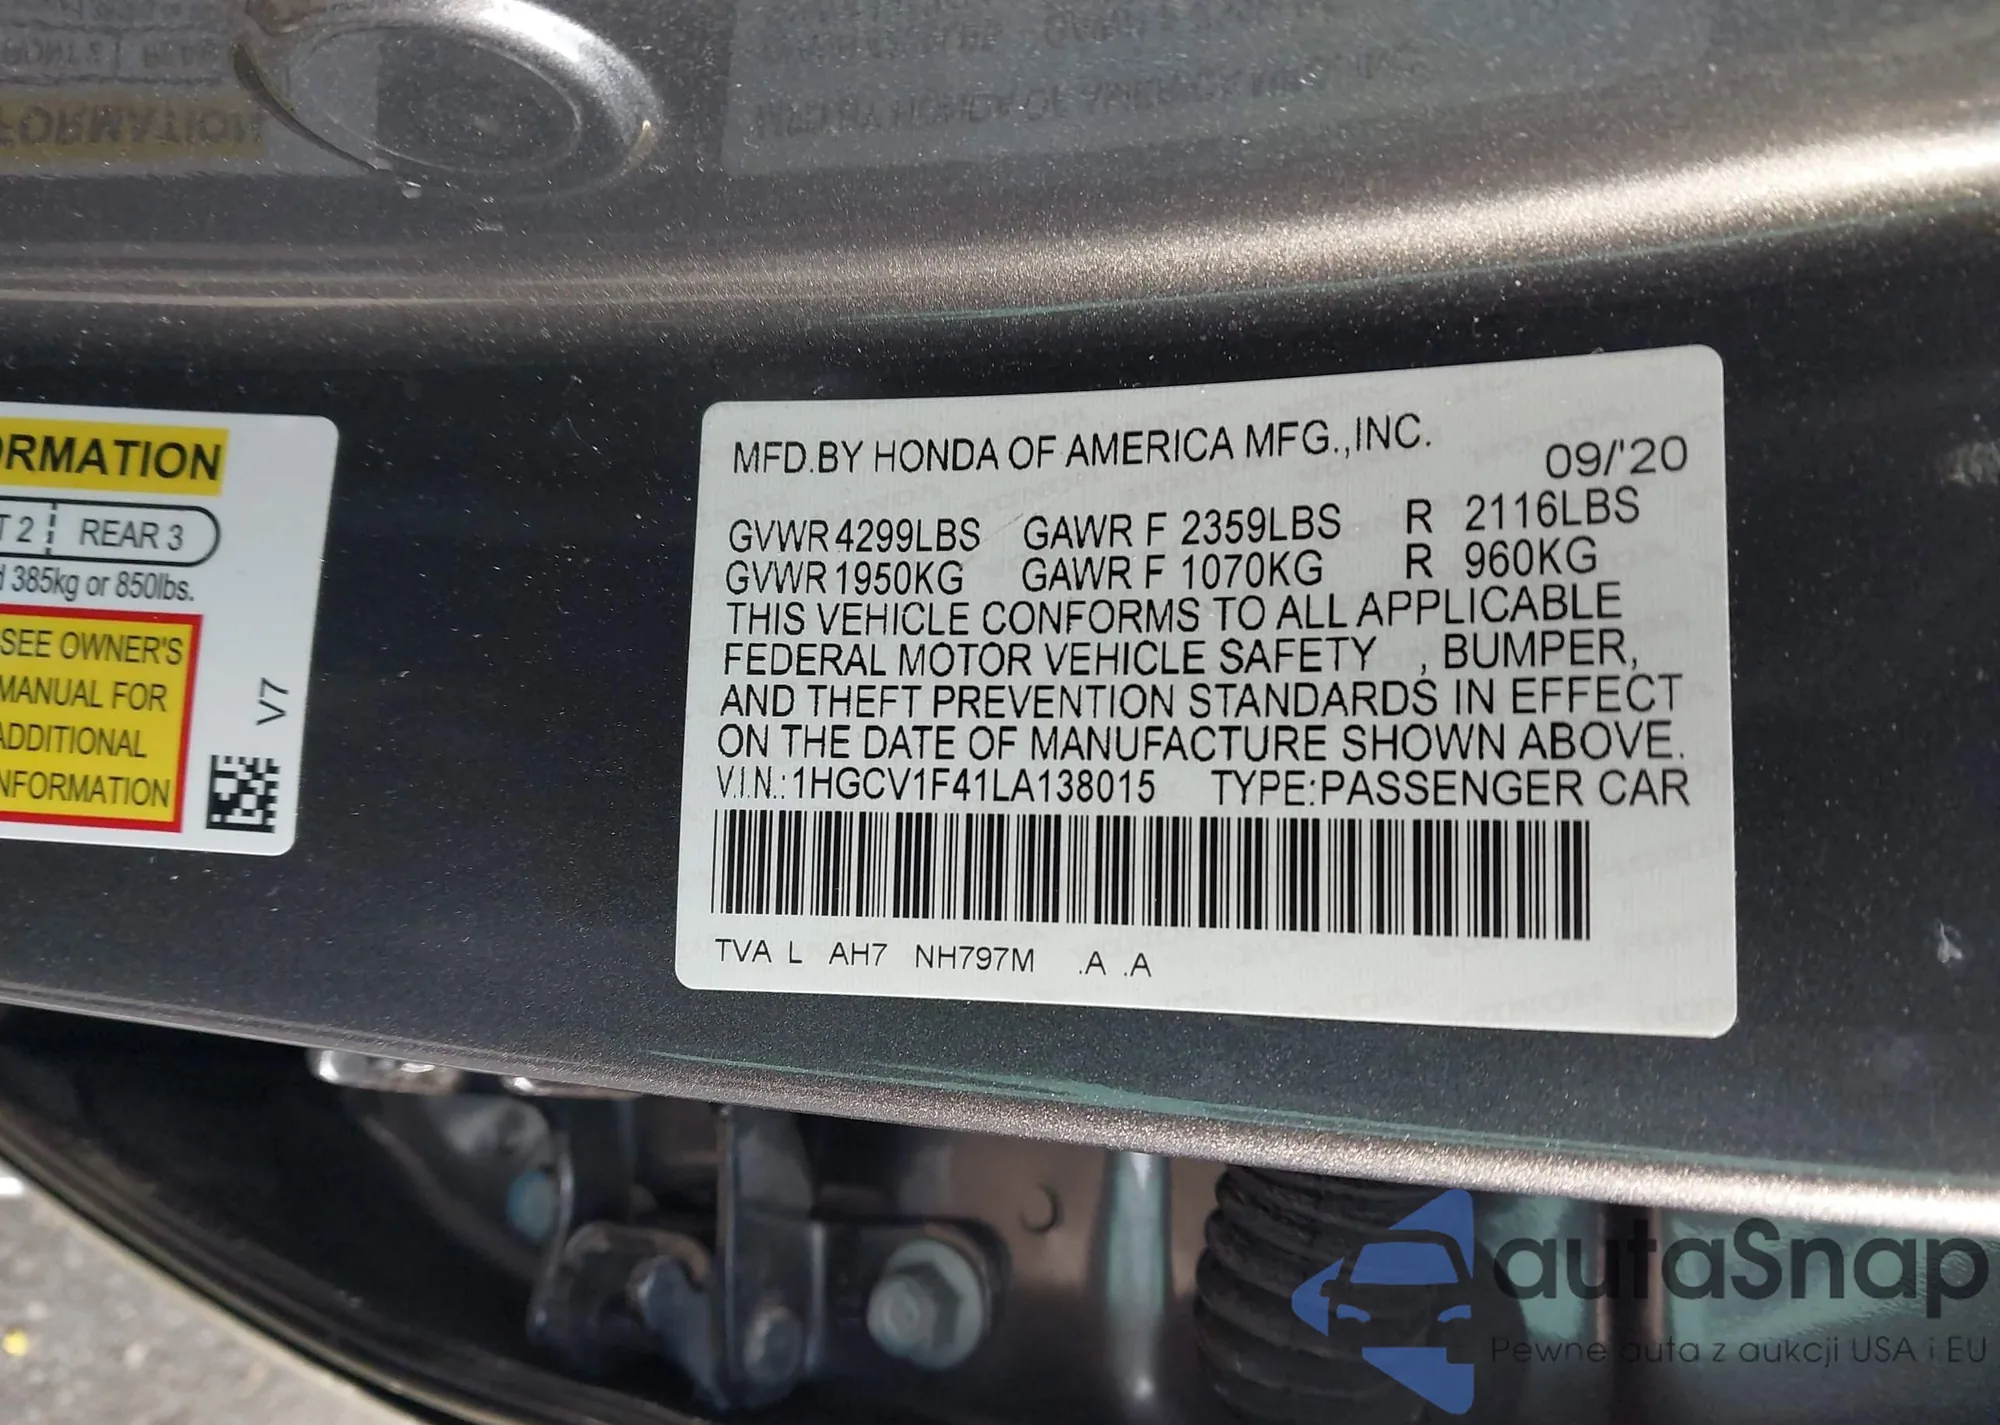 ORMATION
T 2 REAR 3
385kg or 850lbs.
SEE OWNER'S
MANUAL FOR
ADDITIONAL
NFORMATION
V7
MFD.BY HONDA OF AMERICA MFG.,INC.
09/'20
GVWR 4299LBS GAWR F 2359LBS R 2116LBS
GVWR 1950KG GAWR F 1070KG R 960KG
THIS VEHICLE CONFORMS TO ALL APPLICABLE
FEDERAL MOTOR VEHICLE SAFETY , BUMPER,
AND THEFT PREVENTION STANDARDS IN EFFECT
ON THE DATE OF MANUFACTURE SHOWN ABOVE.
V.I.N.: 1HGCV1F41LA138015 TYPE:PASSENGER CAR
TVA L AH7 NH797M .A .A
autaSnap
Pewne auta z aukcji USA i EU